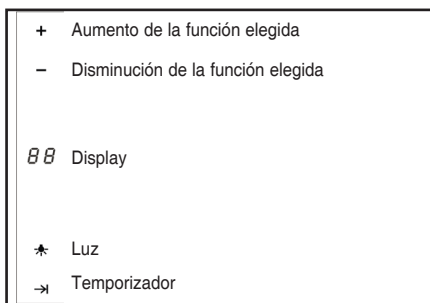 + Aumento de la función elegida
– Disminución de la función elegida
88 Display
Luz
Temporizador